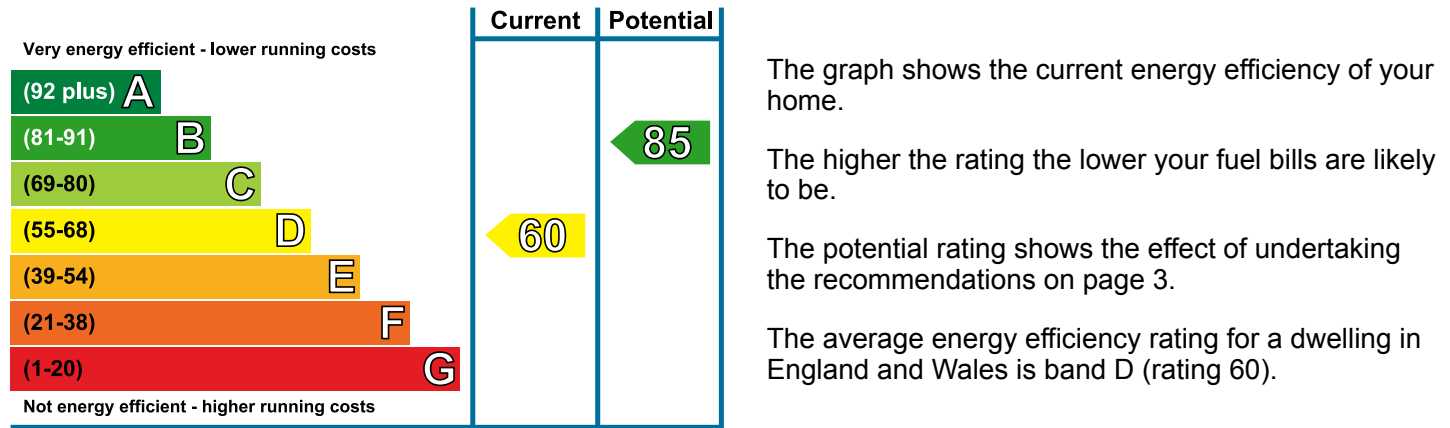 Current Potential
Very energy efficient - lower running costs
(92 plus) A
(81-91) B
85
(69-80) C
(55-68) D
60
(39-54) E
(21-38) F
(1-20) G
Not energy efficient - higher running costs
The graph shows the current energy efficiency of your
home.
The higher the rating the lower your fuel bills are likely
to be.
The potential rating shows the effect of undertaking
the recommendations on page 3.
The average energy efficiency rating for a dwelling in
England and Wales is band D (rating 60).